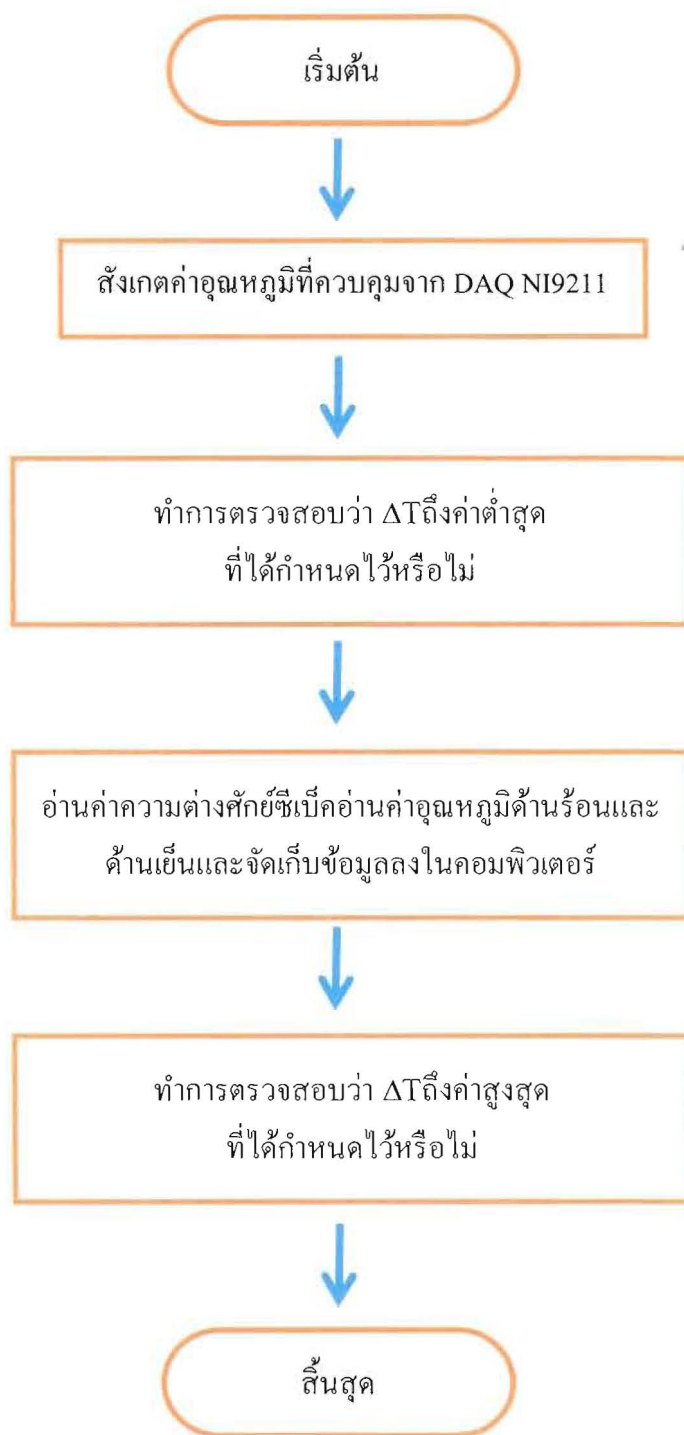 เริ่มต้น
สังเกตค่าอุณหภูมิที่ควบคุมจาก DAQ NI9211
ทำการตรวจสอบว่า ΔTถึงค่าต่ำสุด
ที่ได้กำหนดไว้หรือไม่
อ่านค่าความต่างศักย์ซีเบ็คอ่านค่าอุณหภูมิด้านร้อนและ
ด้านเย็นและจัดเก็บข้อมูลลงในคอมพิวเตอร์
ทำการตรวจสอบว่า ΔTถึงค่าสูงสุด
ที่ได้กำหนดไว้หรือไม่
สิ้นสุด